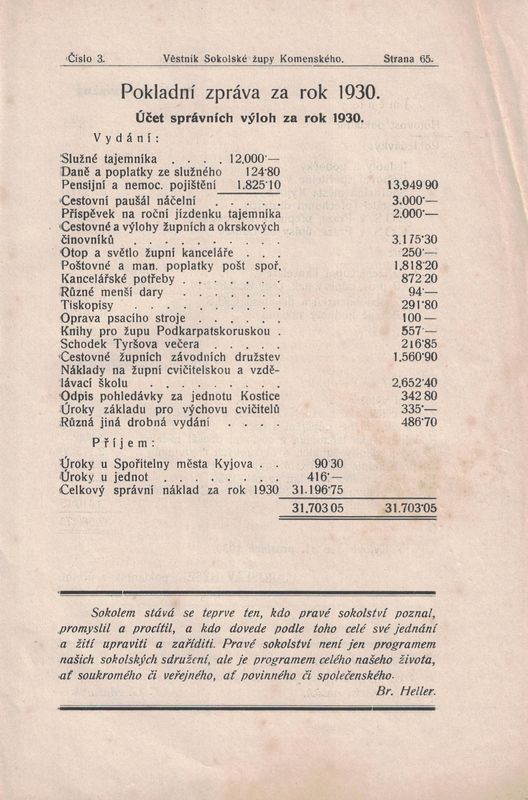 Číslo 3. Věstník Sokolské župy Komenského. Strana 65.
Pokladní zpráva za rok 1930.
Účet správních výloh za rok 1930.
Vydání:
Služné tajemníka . . . . 12,000·—
Daně a poplatky ze služného 124·80
Pensijní a nemoc. pojištění 1,825·10 13,949 90
Cestovní paušál náčelní . . . 3.000·—
Příspěvek na roční jízdenku tajemníka 2.000·—
Cestovné a výlohy župních a okrskových
činovníků . . . . . . . . . . 3.175·30
Otop a světlo župní kanceláře . . . 250·—
Poštovné a man. poplatky pošt spoř. 1,818·20
Kancelářské potřeby . . . . . . . 872 20
Různé menší dary . . . . . . . 94·—
Tiskopisy . . . . . . . . 291·80
Oprava psacího stroje . . . . . . 100 —
Knihy pro župu Podkarpatskoruskou . 557·—
Schodek Tyršova večera . . . . . 216·85
Cestovné župních závodních družstev 1,560·90
Náklady na župní cvičitelskou a vzdě-
lávací školu . . . . . . . . 2,652·40
Odpis pohledávky za jednotu Kostice 342 80
Úroky základu pro výchovu cvičitelů 335·—
Různá jiná drobná vydání . . . . 486·70
Příjem:
Úroky u Spořitelny města Kyjova . . 90 30
Úroky u jednot . . . . . . . 416·—
Celkový správní náklad za rok 1930 31.196·75
31,703 05 31.703·05
Sokolem stává se teprve ten, kdo pravé sokolství poznal,
promyslil a procítil, a kdo dovede podle toho celé své jednání
a žití upraviti a zaříditi. Pravé sokolství není jen programem
našich sokolských sdružení, ale je programem celého našeho života,
ať soukromého či veřejného, ať povinného či společenského.
Br. Heller.